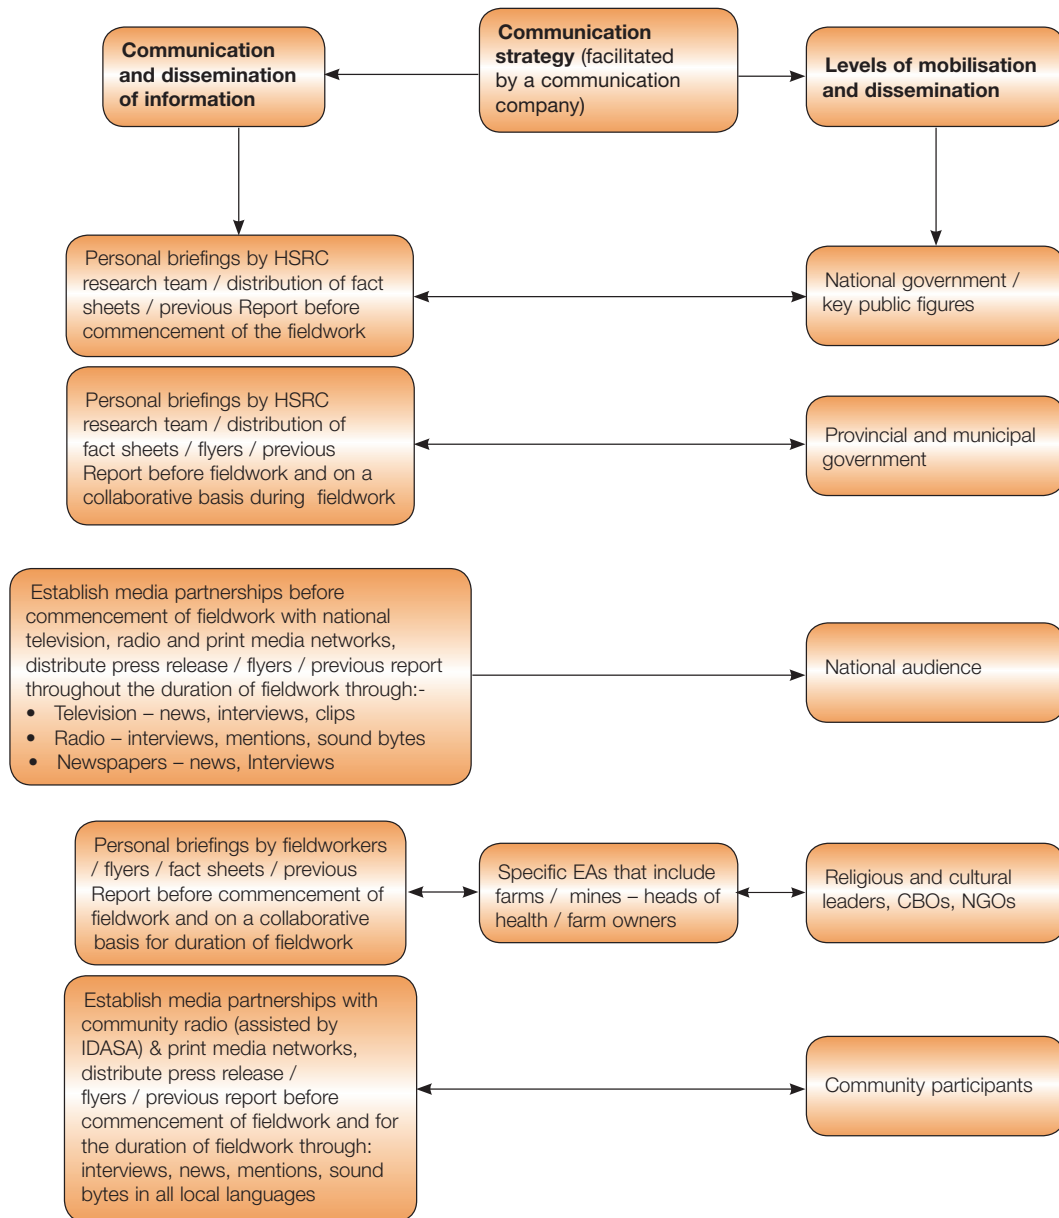 Communication
and dissemination
of information
Communication
strategy (facilitated
by a communication
company)
Levels of mobilisation
and dissemination
Personal briefings by HSRC
research team / distribution of fact
sheets / previous Report before
commencement of the fieldwork
National government /
key public figures
Personal briefings by HSRC
research team / distribution of
fact sheets / flyers / previous
Report before fieldwork and on a
collaborative basis during fieldwork
Provincial and municipal
government
Establish media partnerships before
commencement of fieldwork with national
television, radio and print media networks,
distribute press release / flyers / previous report
throughout the duration of fieldwork through:-
• Television – news, interviews, clips
• Radio – interviews, mentions, sound bytes
• Newspapers – news, Interviews
National audience
Personal briefings by fieldworkers
/ flyers / fact sheets / previous
Report before commencement of
fieldwork and on a collaborative
basis for duration of fieldwork
Specific EAs that include
farms / mines – heads of
health / farm owners
Religious and cultural
leaders, CBOs, NGOs
Establish media partnerships with
community radio (assisted by
IDASA) & print media networks,
distribute press release /
flyers / previous report before
commencement of fieldwork and for
the duration of fieldwork through:
interviews, news, mentions, sound
bytes in all local languages
Community participants